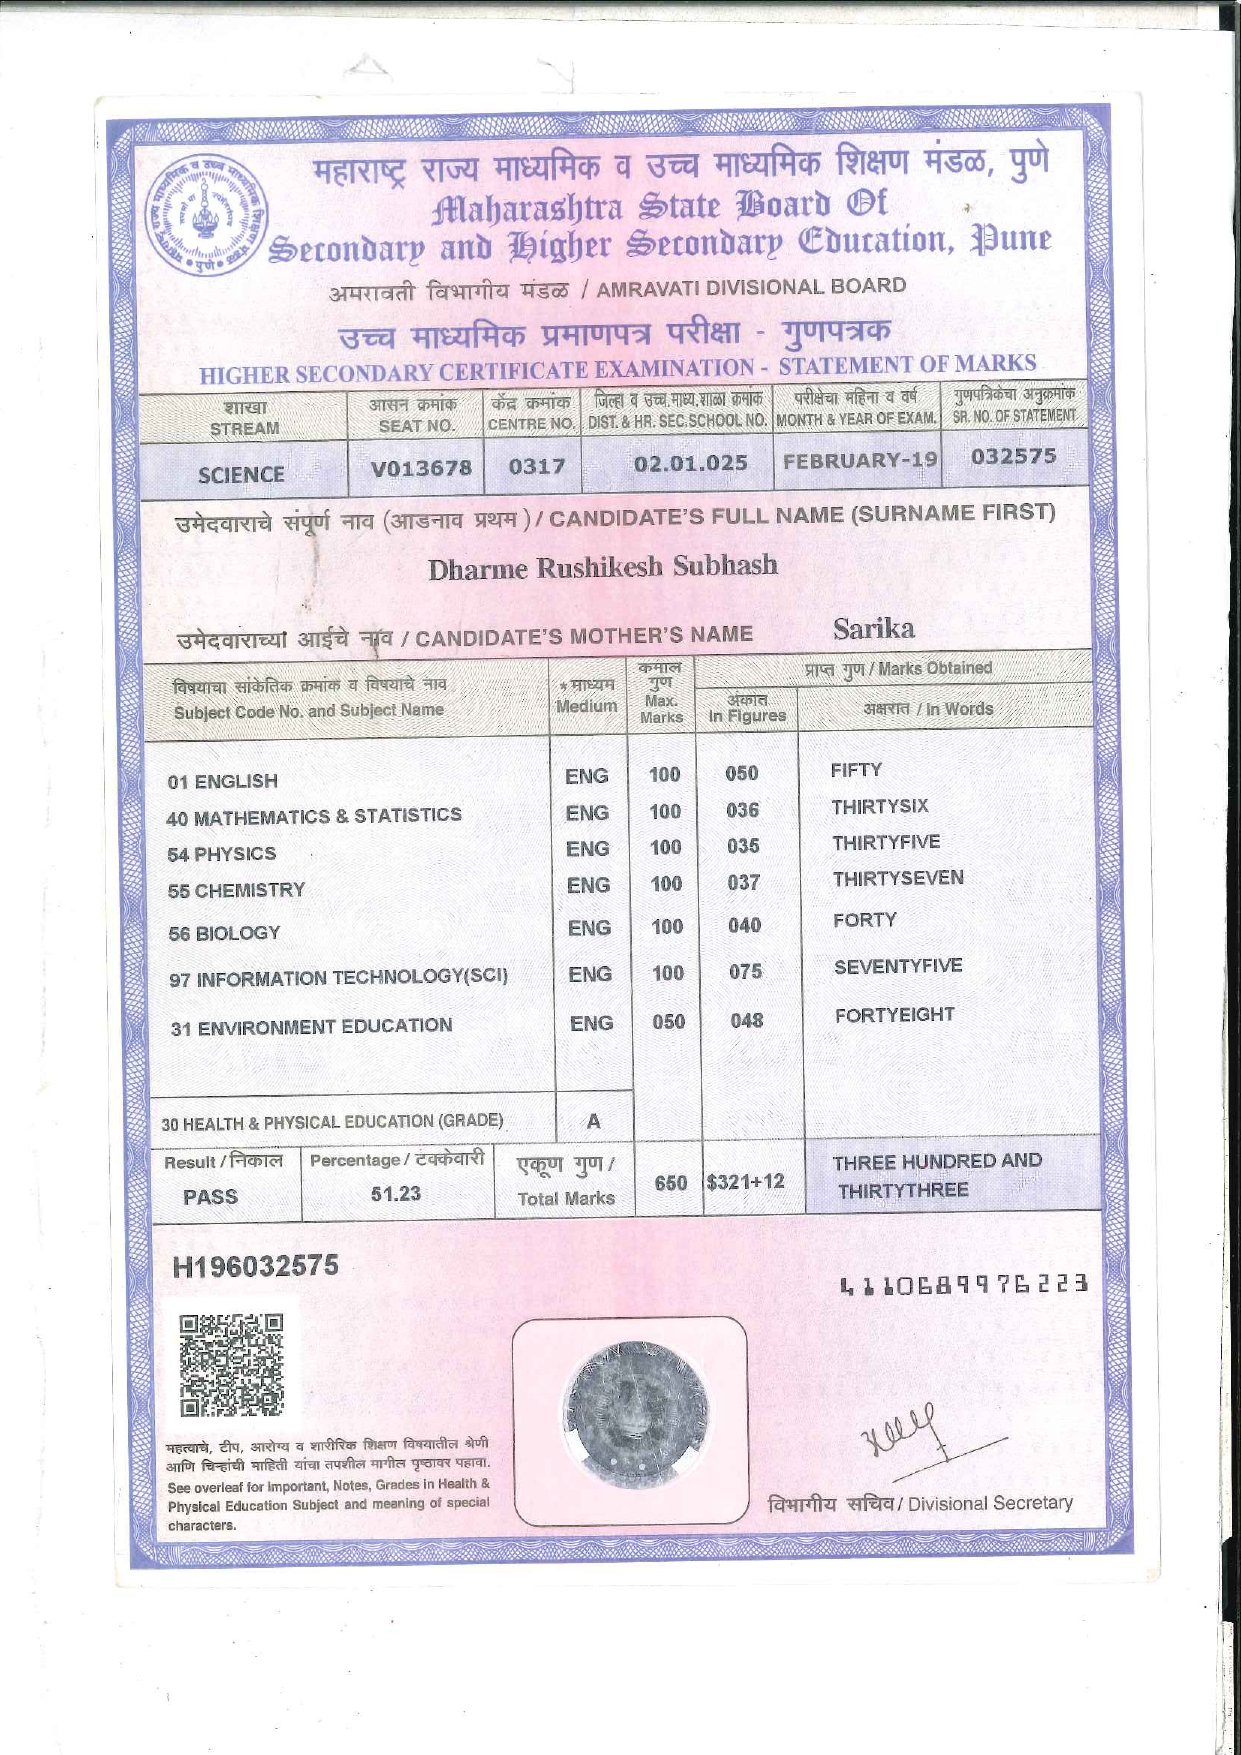 महाराष्ट्र राज्य माध्यमिक व उच्च माध्यमिक शिक्षण मंडळ, पुणे
Maharashtra State Board Of
Secondary and Higher Secondary Education, Pune
अमरावती विभागीय मंडळ / AMRAVATI DIVISIONAL BOARD
उच्च माध्यमिक प्रमाणपत्र परीक्षा - गुणपत्रक
HIGHER SECONDARY CERTIFICATE EXAMINATION - STATEMENT OF MARKS
शाखा आसन क्रमांक केंद्र क्रमांक जिल्हा व उच्च.माध्य.शाळा क्रमांक परीक्षेचा महिना व वर्ष गुणपत्रिकेचा अनुक्रमांक
STREAM SEAT NO. CENTRE NO. DIST. & HR. SEC.SCHOOL NO. MONTH & YEAR OF EXAM. SR. NO. OF STATEMENT
SCIENCE V013678 0317 02.01.025 FEBRUARY-19 032575
उमेदवाराचे संपूर्ण नाव (आडनाव प्रथम) / CANDIDATE'S FULL NAME (SURNAME FIRST)
Dharme Rushikesh Subhash
उमेदवाराच्या आईचे नाव / CANDIDATE'S MOTHER'S NAME Sarika
विषयाचा सांकेतिक क्रमांक व विषयाचे नाव * माध्यम कमाल गुण प्राप्त गुण / Marks Obtained
Subject Code No. and Subject Name Medium Max. Marks अंकात In Figures अक्षरात / In Words
01 ENGLISH ENG 100 050 FIFTY
40 MATHEMATICS & STATISTICS ENG 100 036 THIRTYSIX
54 PHYSICS ENG 100 035 THIRTYFIVE
55 CHEMISTRY ENG 100 037 THIRTYSEVEN
56 BIOLOGY ENG 100 040 FORTY
97 INFORMATION TECHNOLOGY(SCI) ENG 100 075 SEVENTYFIVE
31 ENVIRONMENT EDUCATION ENG 050 048 FORTYEIGHT
30 HEALTH & PHYSICAL EDUCATION (GRADE) A
Result / निकाल Percentage / टक्केवारी एकूण गुण / THREE HUNDRED AND
PASS 51.23 Total Marks 650 $321+12 THIRTYTHREE
H196032575
4110689976223
महत्वाचे, टीप, आरोग्य व शारीरिक शिक्षण विषयातील श्रेणी
आणि चिन्हांची माहिती यांचा तपशील मागील पृष्ठावर पहावा.
See overleaf for Important, Notes, Grades in Health &
Physical Education Subject and meaning of special
characters.
विभागीय सचिव / Divisional Secretary